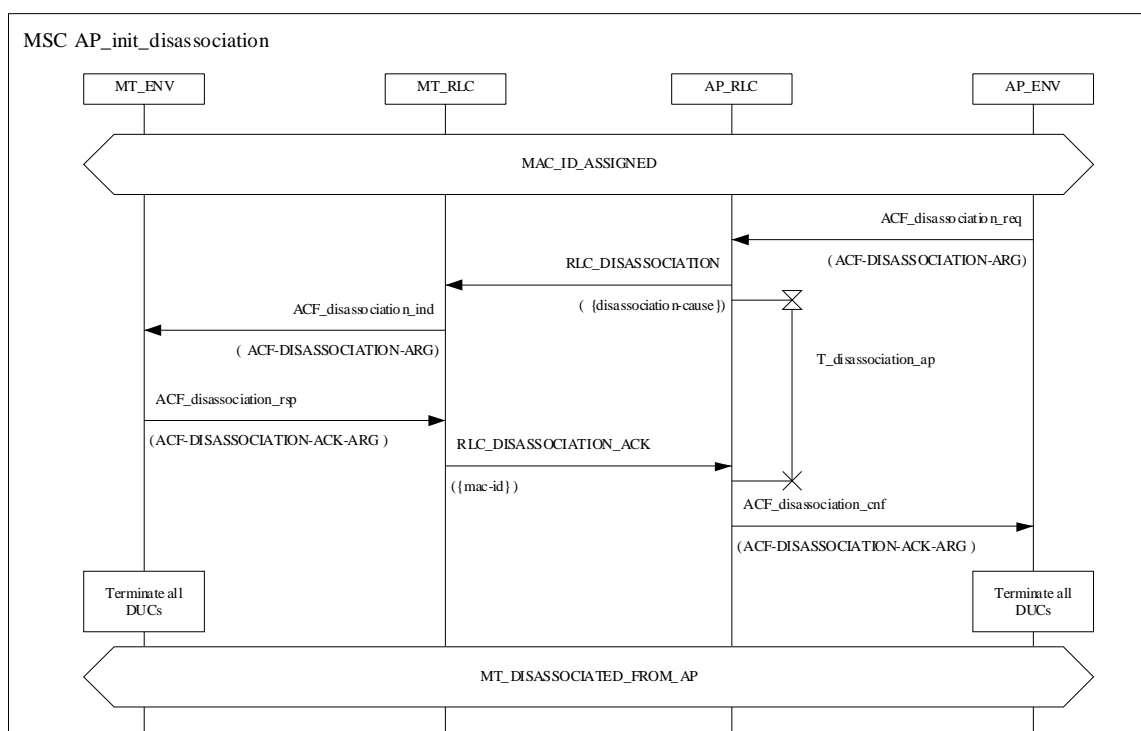 MSC AP_init_disassociation
MT_ENV
MT_RLC
AP_RLC
AP_ENV
MAC_ID_ASSIGNED
ACF_disassociation_req
(ACF-DISASSOCIATION-ARG)
RLC_DISASSOCIATION
( {disassociation-cause})
ACF_disassociation_ind
( ACF-DISASSOCIATION-ARG)
T_disassociation_ap
ACF_disassociation_rsp
(ACF-DISASSOCIATION-ACK-ARG )
RLC_DISASSOCIATION_ACK
({mac-id})
ACF_disassociation_cnf
(ACF-DISASSOCIATION-ACK-ARG )
Terminate all
DUCs
Terminate all
DUCs
MT_DISASSOCIATED_FROM_AP